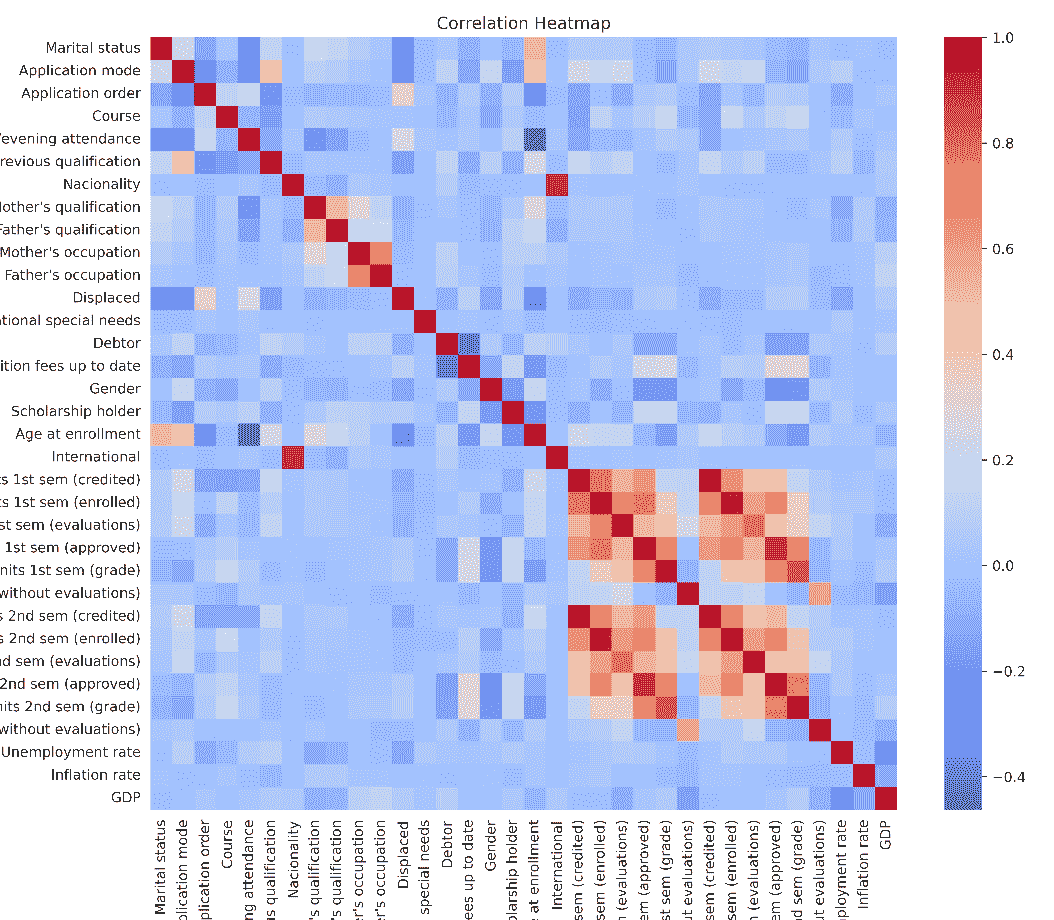 Correlation Heatmap
Marital status
Application mode
Application order
Course
/evening attendance
revious qualification
Nacionality
Mother's qualification
Father's qualification
Mother's occupation
Father's occupation
Displaced
ational special needs
Debtor
ition fees up to date
Gender
Scholarship holder
Age at enrollment
International
ts 1st sem (credited)
ts 1st sem (enrolled)
st sem (evaluations)
1st sem (approved)
nits 1st sem (grade)
without evaluations)
s 2nd sem (credited)
s 2nd sem (enrolled)
nd sem (evaluations)
2nd sem (approved)
nits 2nd sem (grade)
without evaluations)
Unemployment rate
Inflation rate
GDP
Marital status
plication mode
plication order
Course
ng attendance
us qualification
Nacionality
's qualification
's qualification
er's occupation
er's occupation
Displaced
special needs
Debtor
ees up to date
Gender
olarship holder
e at enrollment
International
sem (credited)
sem (enrolled)
n (evaluations)
em (approved)
st sem (grade)
ut evaluations)
sem (credited)
sem (enrolled)
n (evaluations)
em (approved)
nd sem (grade)
ut evaluations)
ployment rate
Inflation rate
GDP
1.0
0.8
0.6
0.4
0.2
0.0
−0.2
−0.4